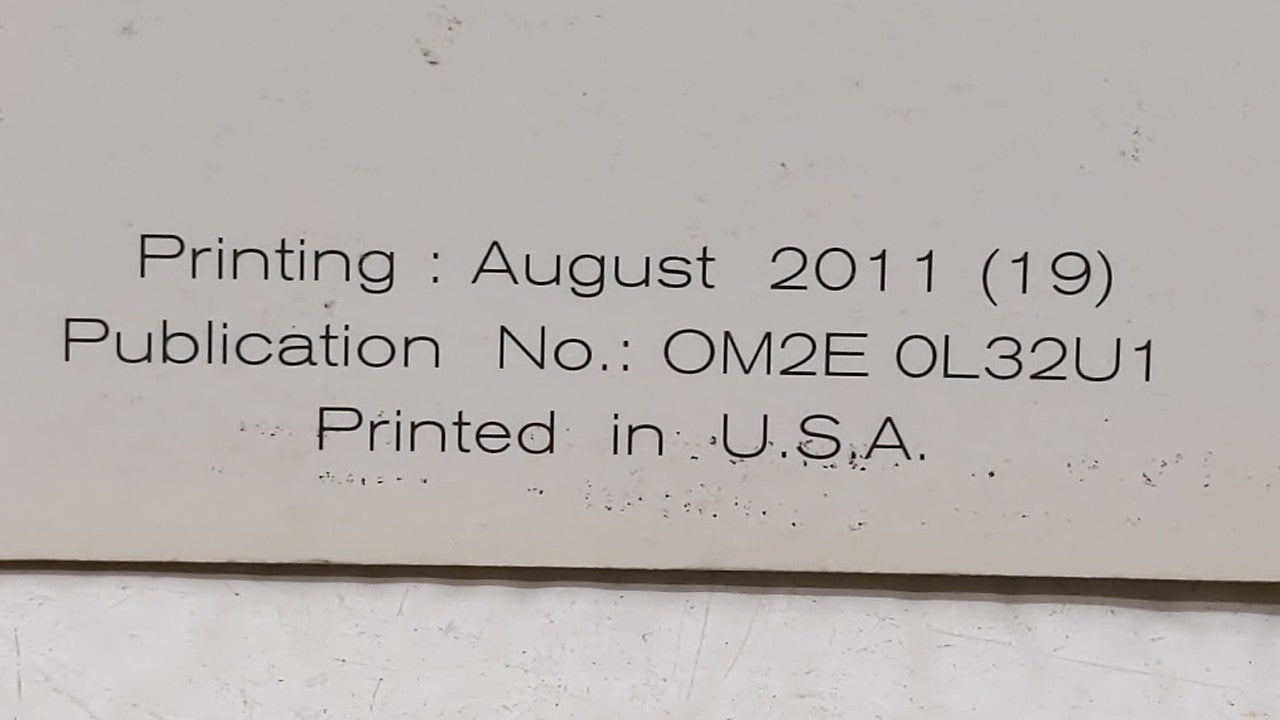 Printing : August 2011 (19)
Publication No.: OM2E 0L32U1
Printed in U.S.A.